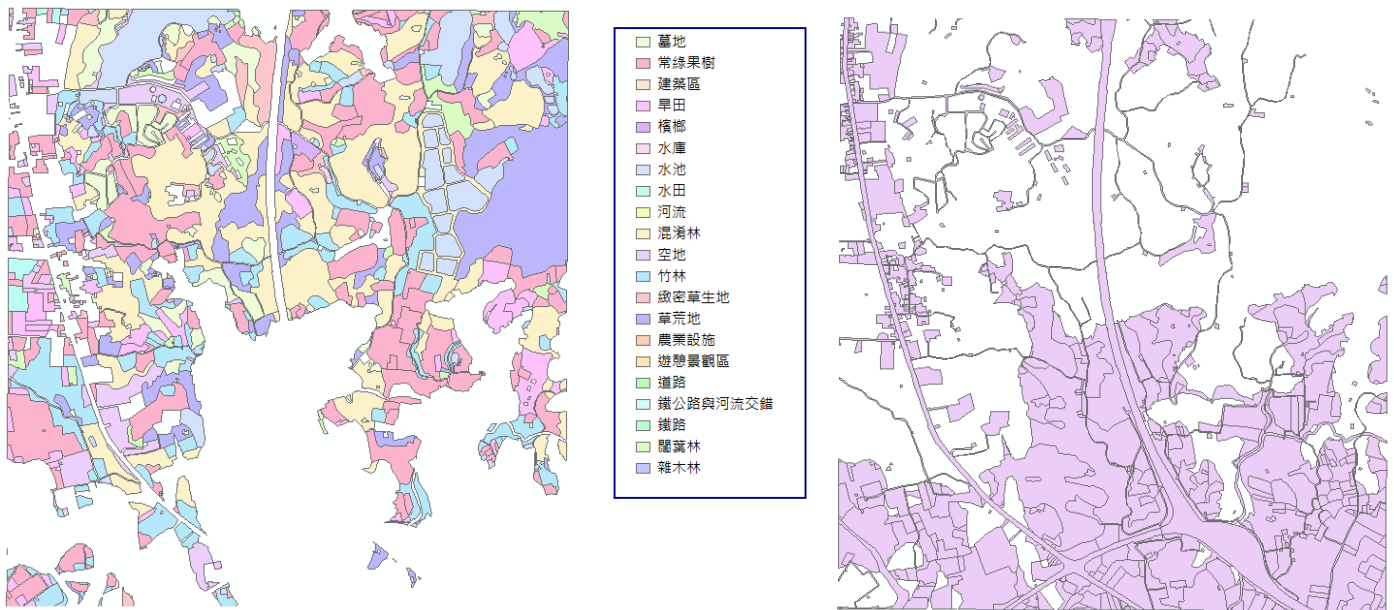 墓地
常綠果樹
建築區
旱田
檳榔
水庫
水池
水田
河流
混淆林
空地
竹林
緻密草生地
草荒地
農業設施
遊憩景觀區
道路
鐵公路與河流交錯
鐵路
闊葉林
雜木林